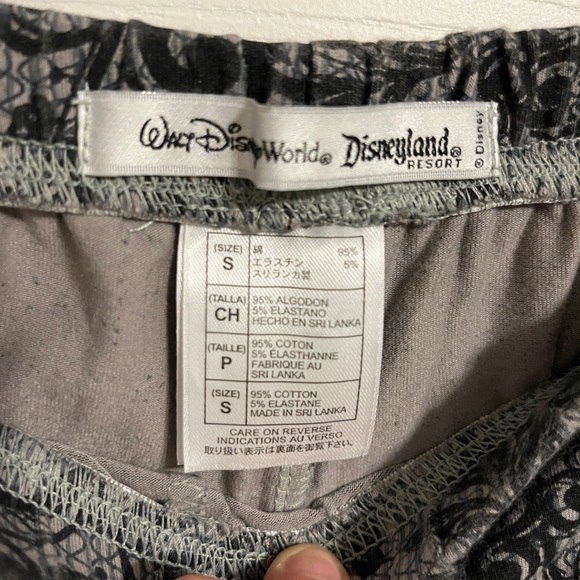 Walt Disney World® Disneyland®
RESORT
© Disney
(SIZE) S 綿 95%
エラスチン 5%
スリランカ製
(TALLA) CH 95% ALGODON
5% ELASTANO
HECHO EN SRI LANKA
(TAILLE) P 95% COTON
5% ÉLASTHANNE
FABRIQUE AU
SRI LANKA
(SIZE) S 95% COTTON
5% ELASTANE
MADE IN SRI LANKA
CARE ON REVERSE
INDICATIONS AU VERSO
取り扱い表示は裏面を御覧下さい